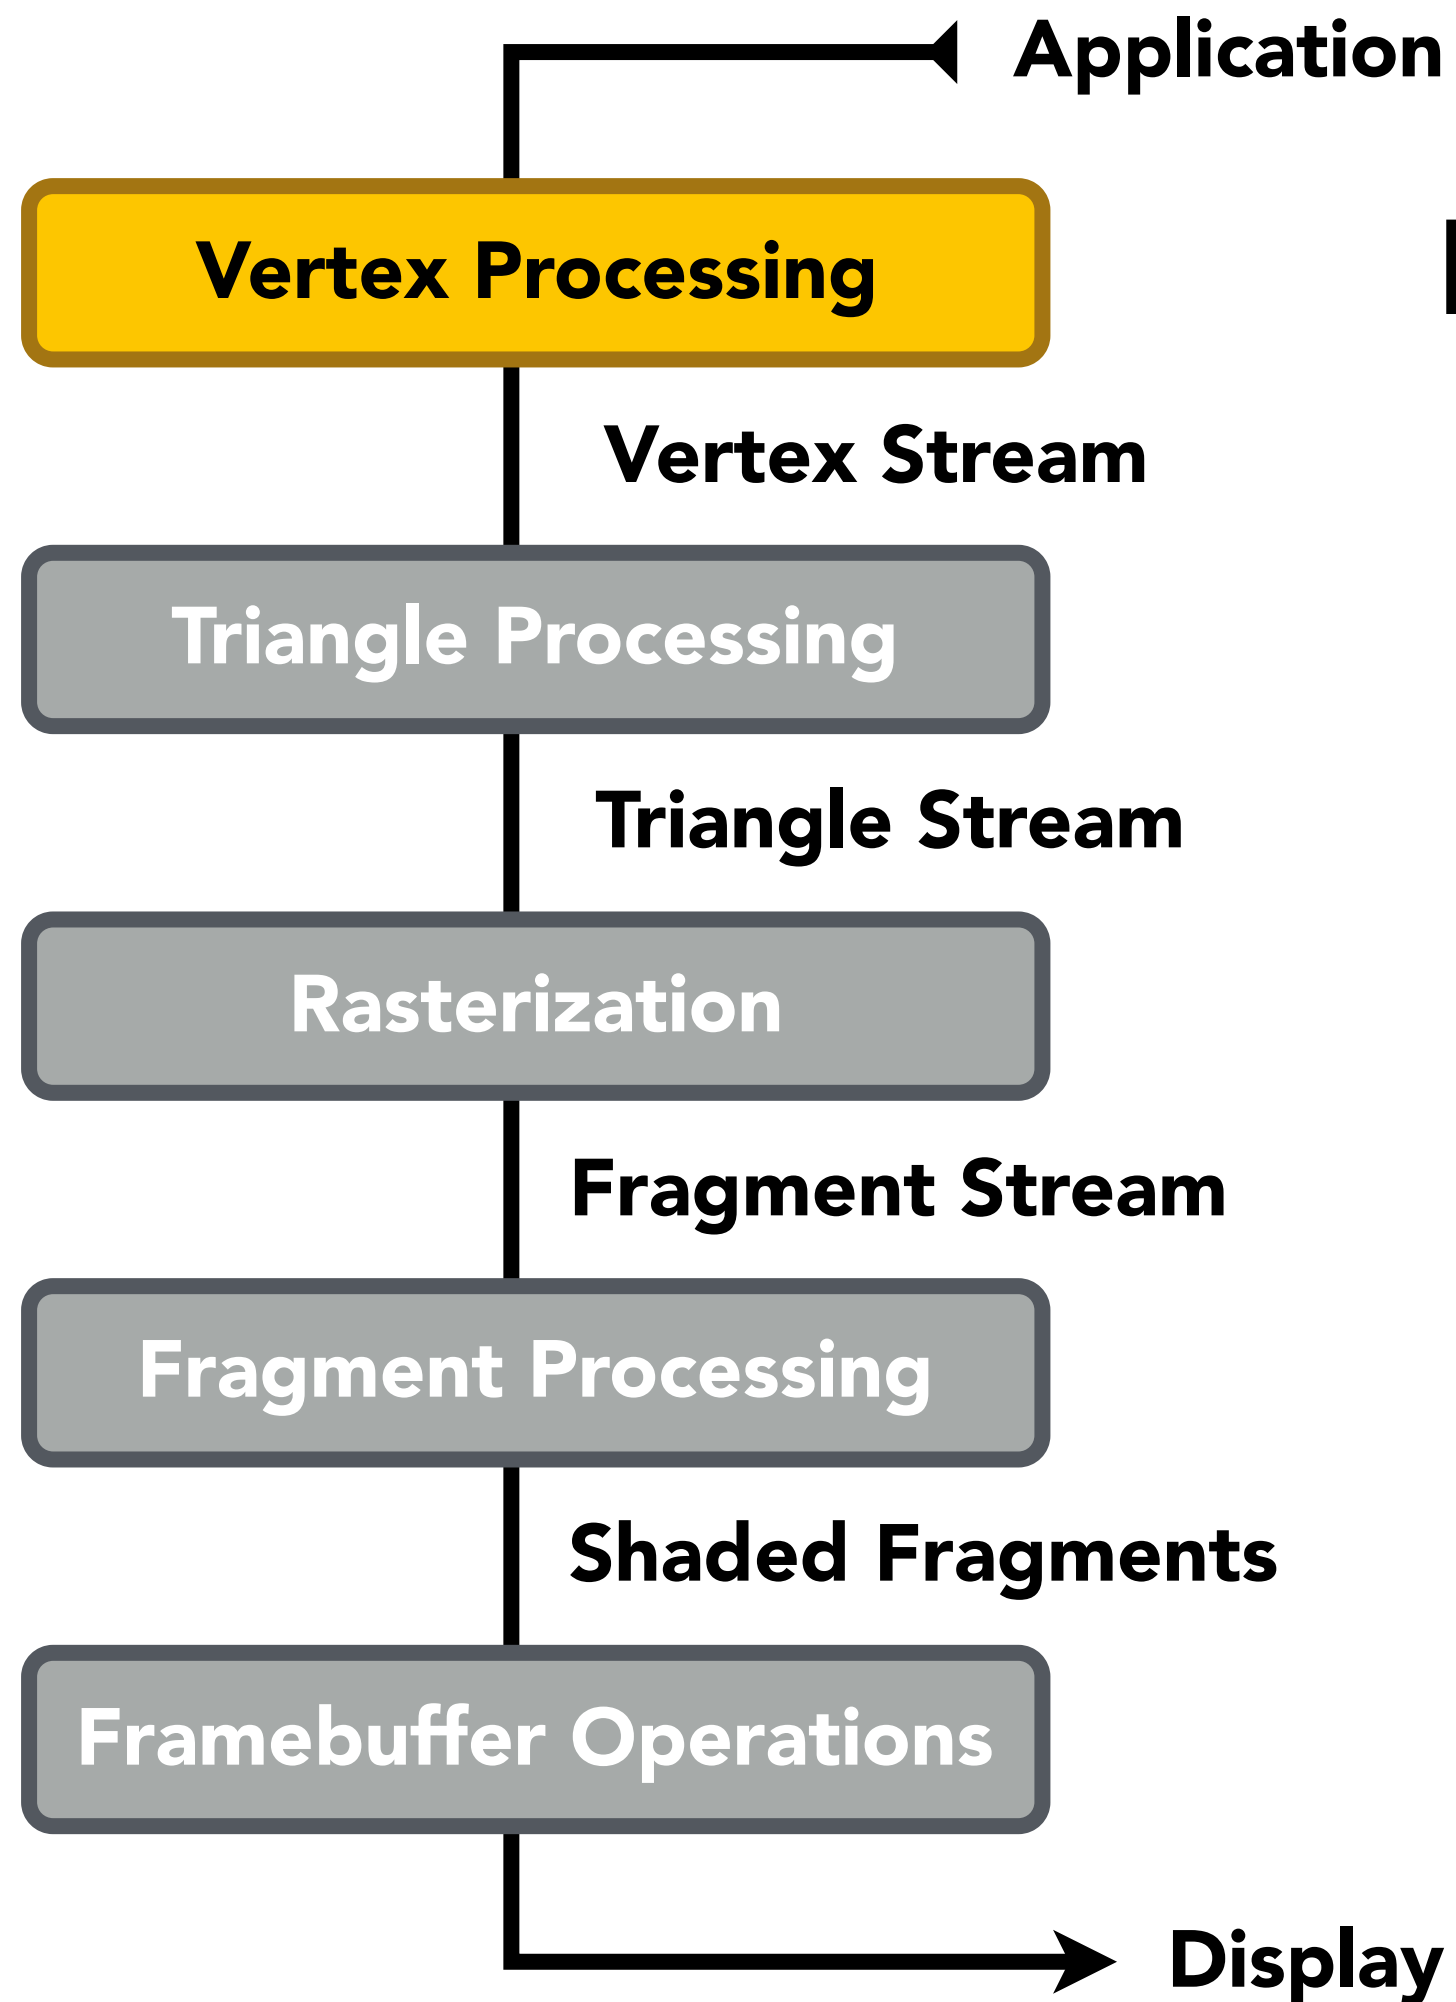 Application
Vertex Processing
Vertex Stream
Triangle Processing
Triangle Stream
Rasterization
Fragment Stream
Fragment Processing
Shaded Fragments
Framebuffer Operations
Display